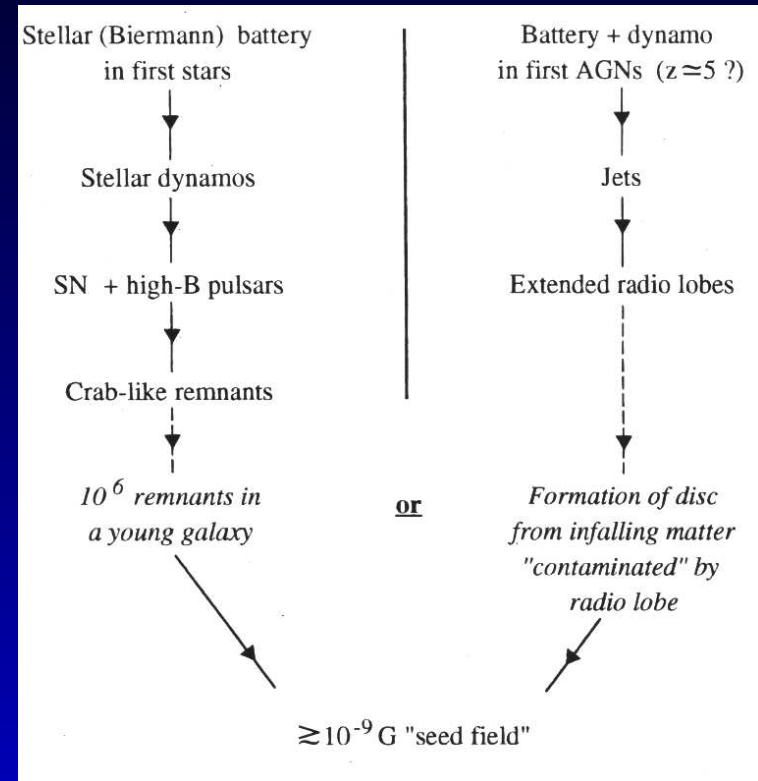 Stellar (Biermann) battery
in first stars
Stellar dynamos
SN + high-B pulsars
Crab-like remnants
10⁶ remnants in
a young galaxy
or
Battery + dynamo
in first AGNs (z≃5 ?)
Jets
Extended radio lobes
Formation of disc
from infalling matter
"contaminated" by
radio lobe
≳10⁻⁹ G "seed field"